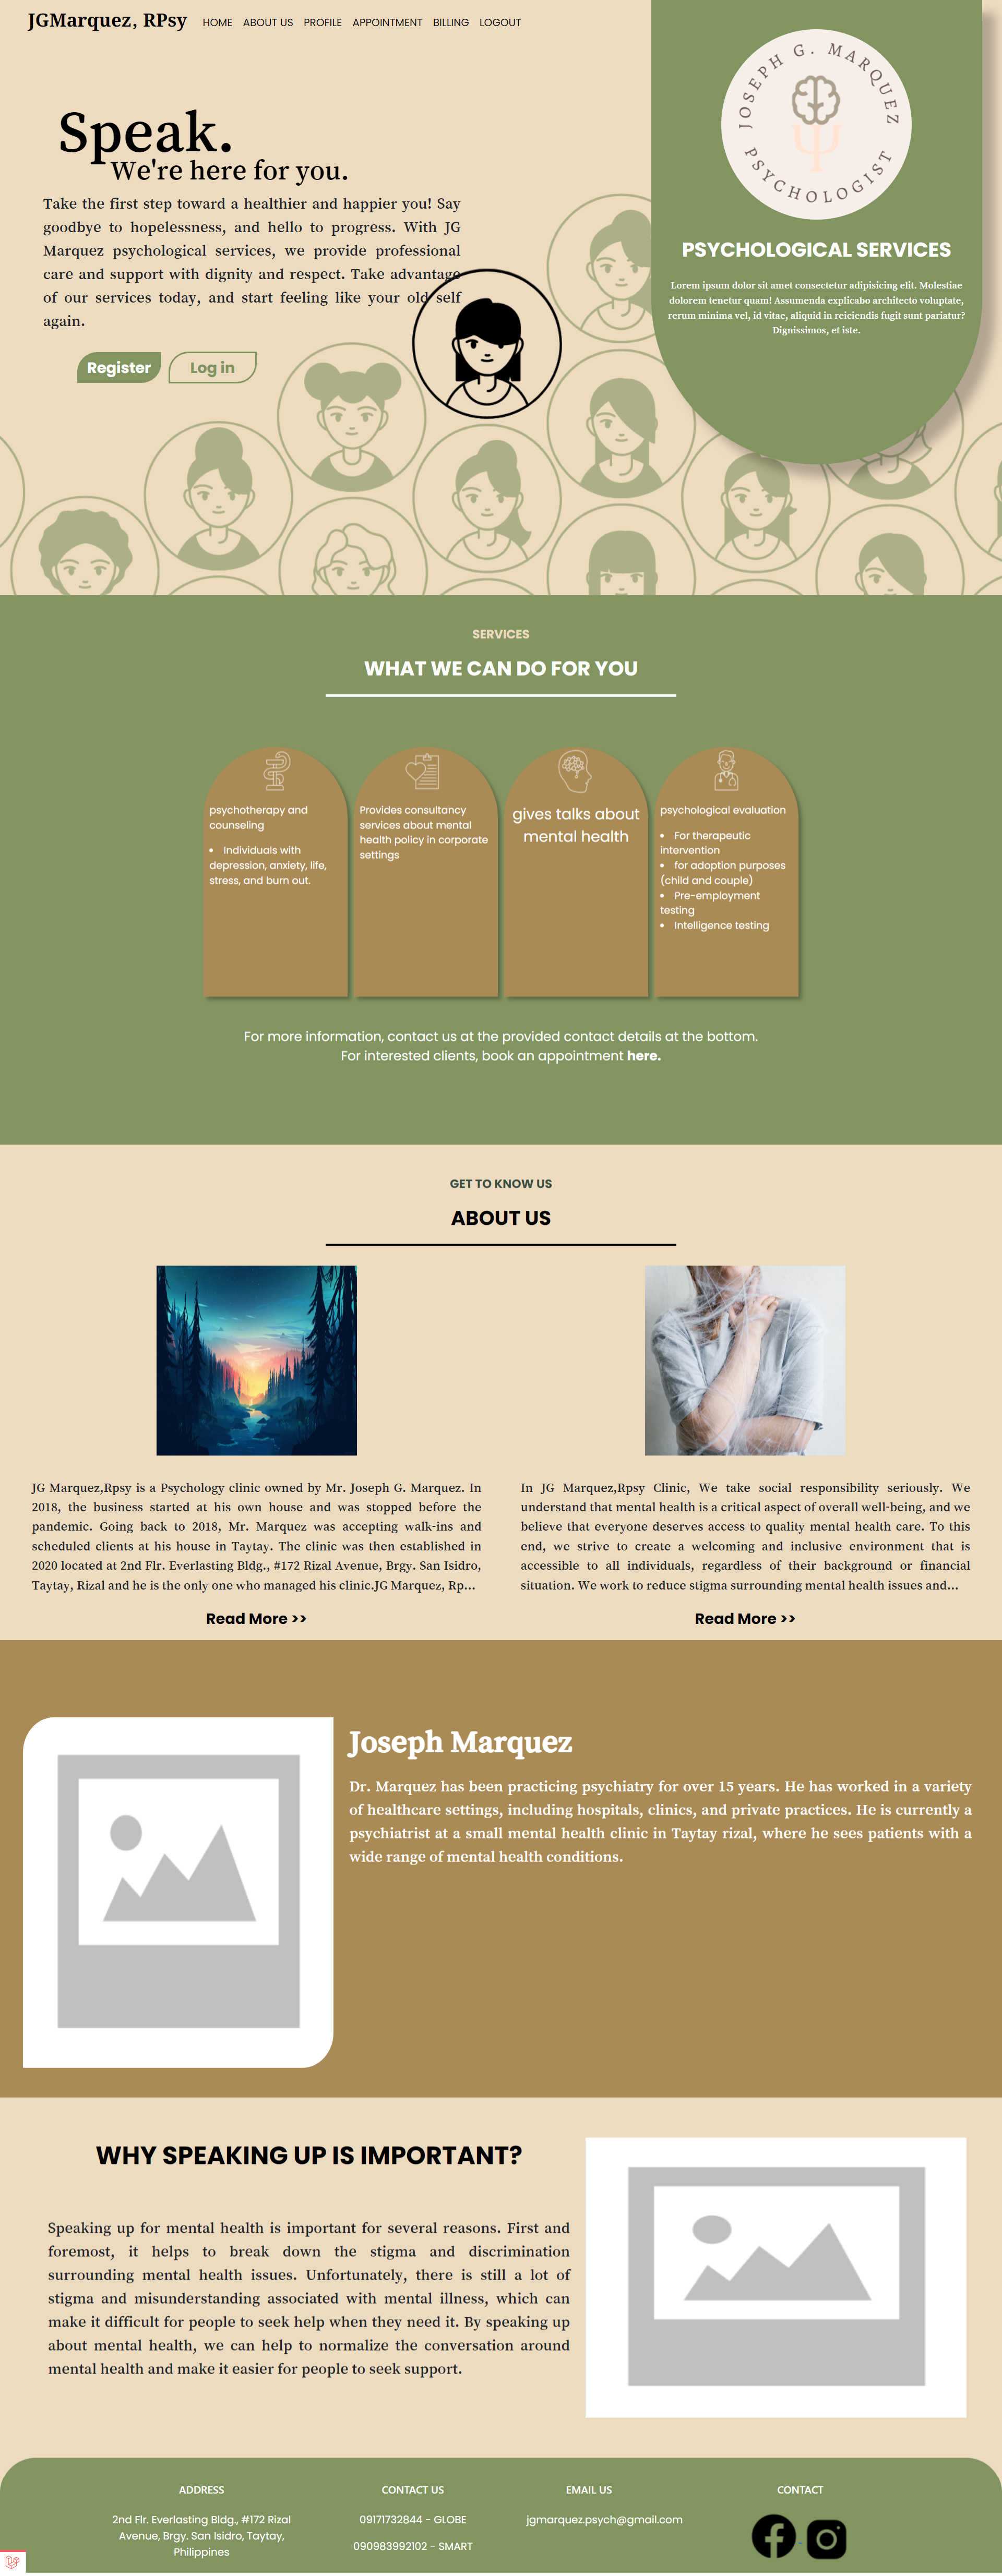 JGMarquez, RPsy
HOME ABOUT US PROFILE APPOINTMENT BILLING LOGOUT
JOSEPH G. MARQUEZ
PSYCHOLOGIST
PSYCHOLOGICAL SERVICES
Lorem ipsum dolor sit amet consectetur adipisicing elit. Molestiae
dolorem tenetur quam! Assumenda explicabo architecto voluptate,
rerum minima vel, id vitae, aliquid in reiciendis fugit sunt pariatur?
Dignissimos, et iste.
Speak.
We're here for you.
Take the first step toward a healthier and happier you! Say
goodbye to hopelessness, and hello to progress. With JG
Marquez psychological services, we provide professional
care and support with dignity and respect. Take advantage
of our services today, and start feeling like your old self
again.
Register
Log in
SERVICES
WHAT WE CAN DO FOR YOU
psychotherapy and
counseling
• Individuals with
depression, anxiety, life,
stress, and burn out.
Provides consultancy
services about mental
health policy in corporate
settings
gives talks about
mental health
psychological evaluation
• For therapeutic
intervention
• for adoption purposes
(child and couple)
• Pre-employment
testing
• Intelligence testing
For more information, contact us at the provided contact details at the bottom.
For interested clients, book an appointment here.
GET TO KNOW US
ABOUT US
JG Marquez,Rpsy is a Psychology clinic owned by Mr. Joseph G. Marquez. In
2018, the business started at his own house and was stopped before the
pandemic. Going back to 2018, Mr. Marquez was accepting walk-ins and
scheduled clients at his house in Taytay. The clinic was then established in
2020 located at 2nd Flr. Everlasting Bldg., #172 Rizal Avenue, Brgy. San Isidro,
Taytay, Rizal and he is the only one who managed his clinic.JG Marquez, Rp...
Read More >>
In JG Marquez,Rpsy Clinic, We take social responsibility seriously. We
understand that mental health is a critical aspect of overall well-being, and we
believe that everyone deserves access to quality mental health care. To this
end, we strive to create a welcoming and inclusive environment that is
accessible to all individuals, regardless of their background or financial
situation. We work to reduce stigma surrounding mental health issues and...
Read More >>
Joseph Marquez
Dr. Marquez has been practicing psychiatry for over 15 years. He has worked in a variety
of healthcare settings, including hospitals, clinics, and private practices. He is currently a
psychiatrist at a small mental health clinic in Taytay rizal, where he sees patients with a
wide range of mental health conditions.
WHY SPEAKING UP IS IMPORTANT?
Speaking up for mental health is important for several reasons. First and
foremost, it helps to break down the stigma and discrimination
surrounding mental health issues. Unfortunately, there is still a lot of
stigma and misunderstanding associated with mental illness, which can
make it difficult for people to seek help when they need it. By speaking up
about mental health, we can help to normalize the conversation around
mental health and make it easier for people to seek support.
ADDRESS
2nd Flr. Everlasting Bldg., #172 Rizal
Avenue, Brgy. San Isidro, Taytay,
Philippines
CONTACT US
09171732844 - GLOBE
090983992102 - SMART
EMAIL US
jgmarquez.psych@gmail.com
CONTACT